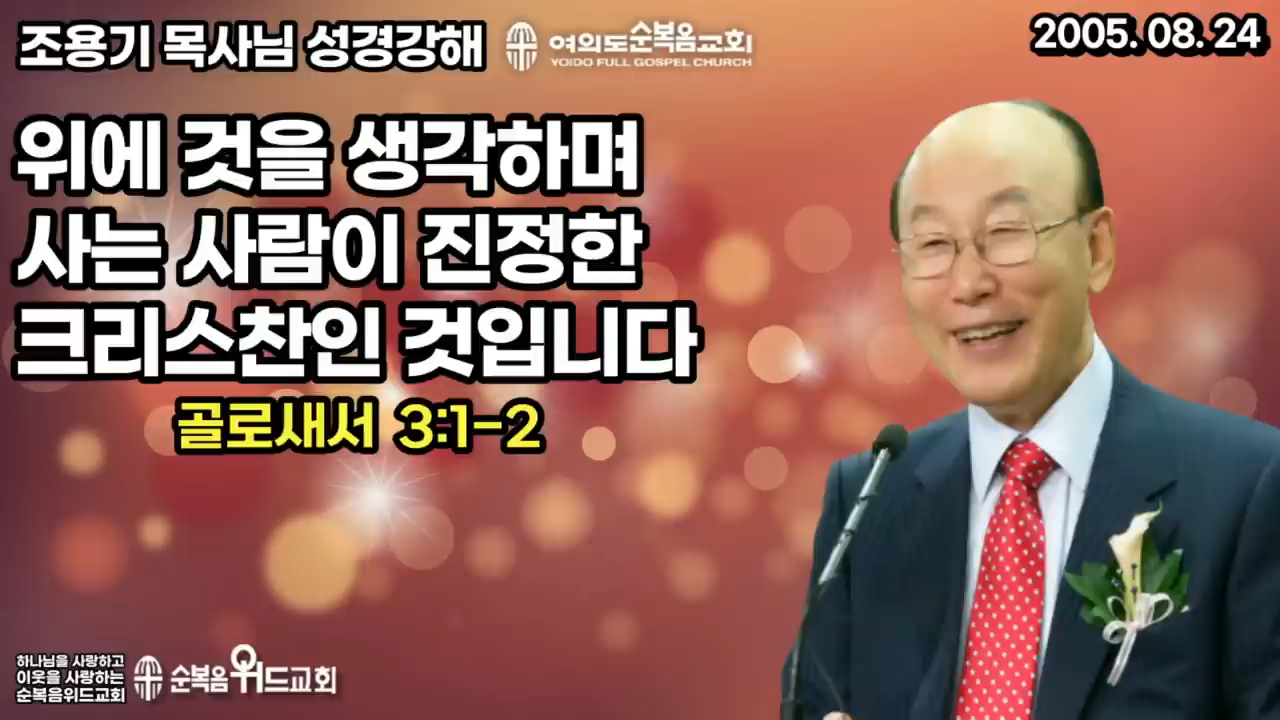 조용기 목사님 성경강해
여의도순복음교회
YOIDO FULL GOSPEL CHURCH
2005. 08. 24
위에 것을 생각하며
사는 사람이 진정한
크리스찬인 것입니다
골로새서 3:1-2
하나님을 사랑하고
이웃을 사랑하는
순복음위드교회
순복음위드교회